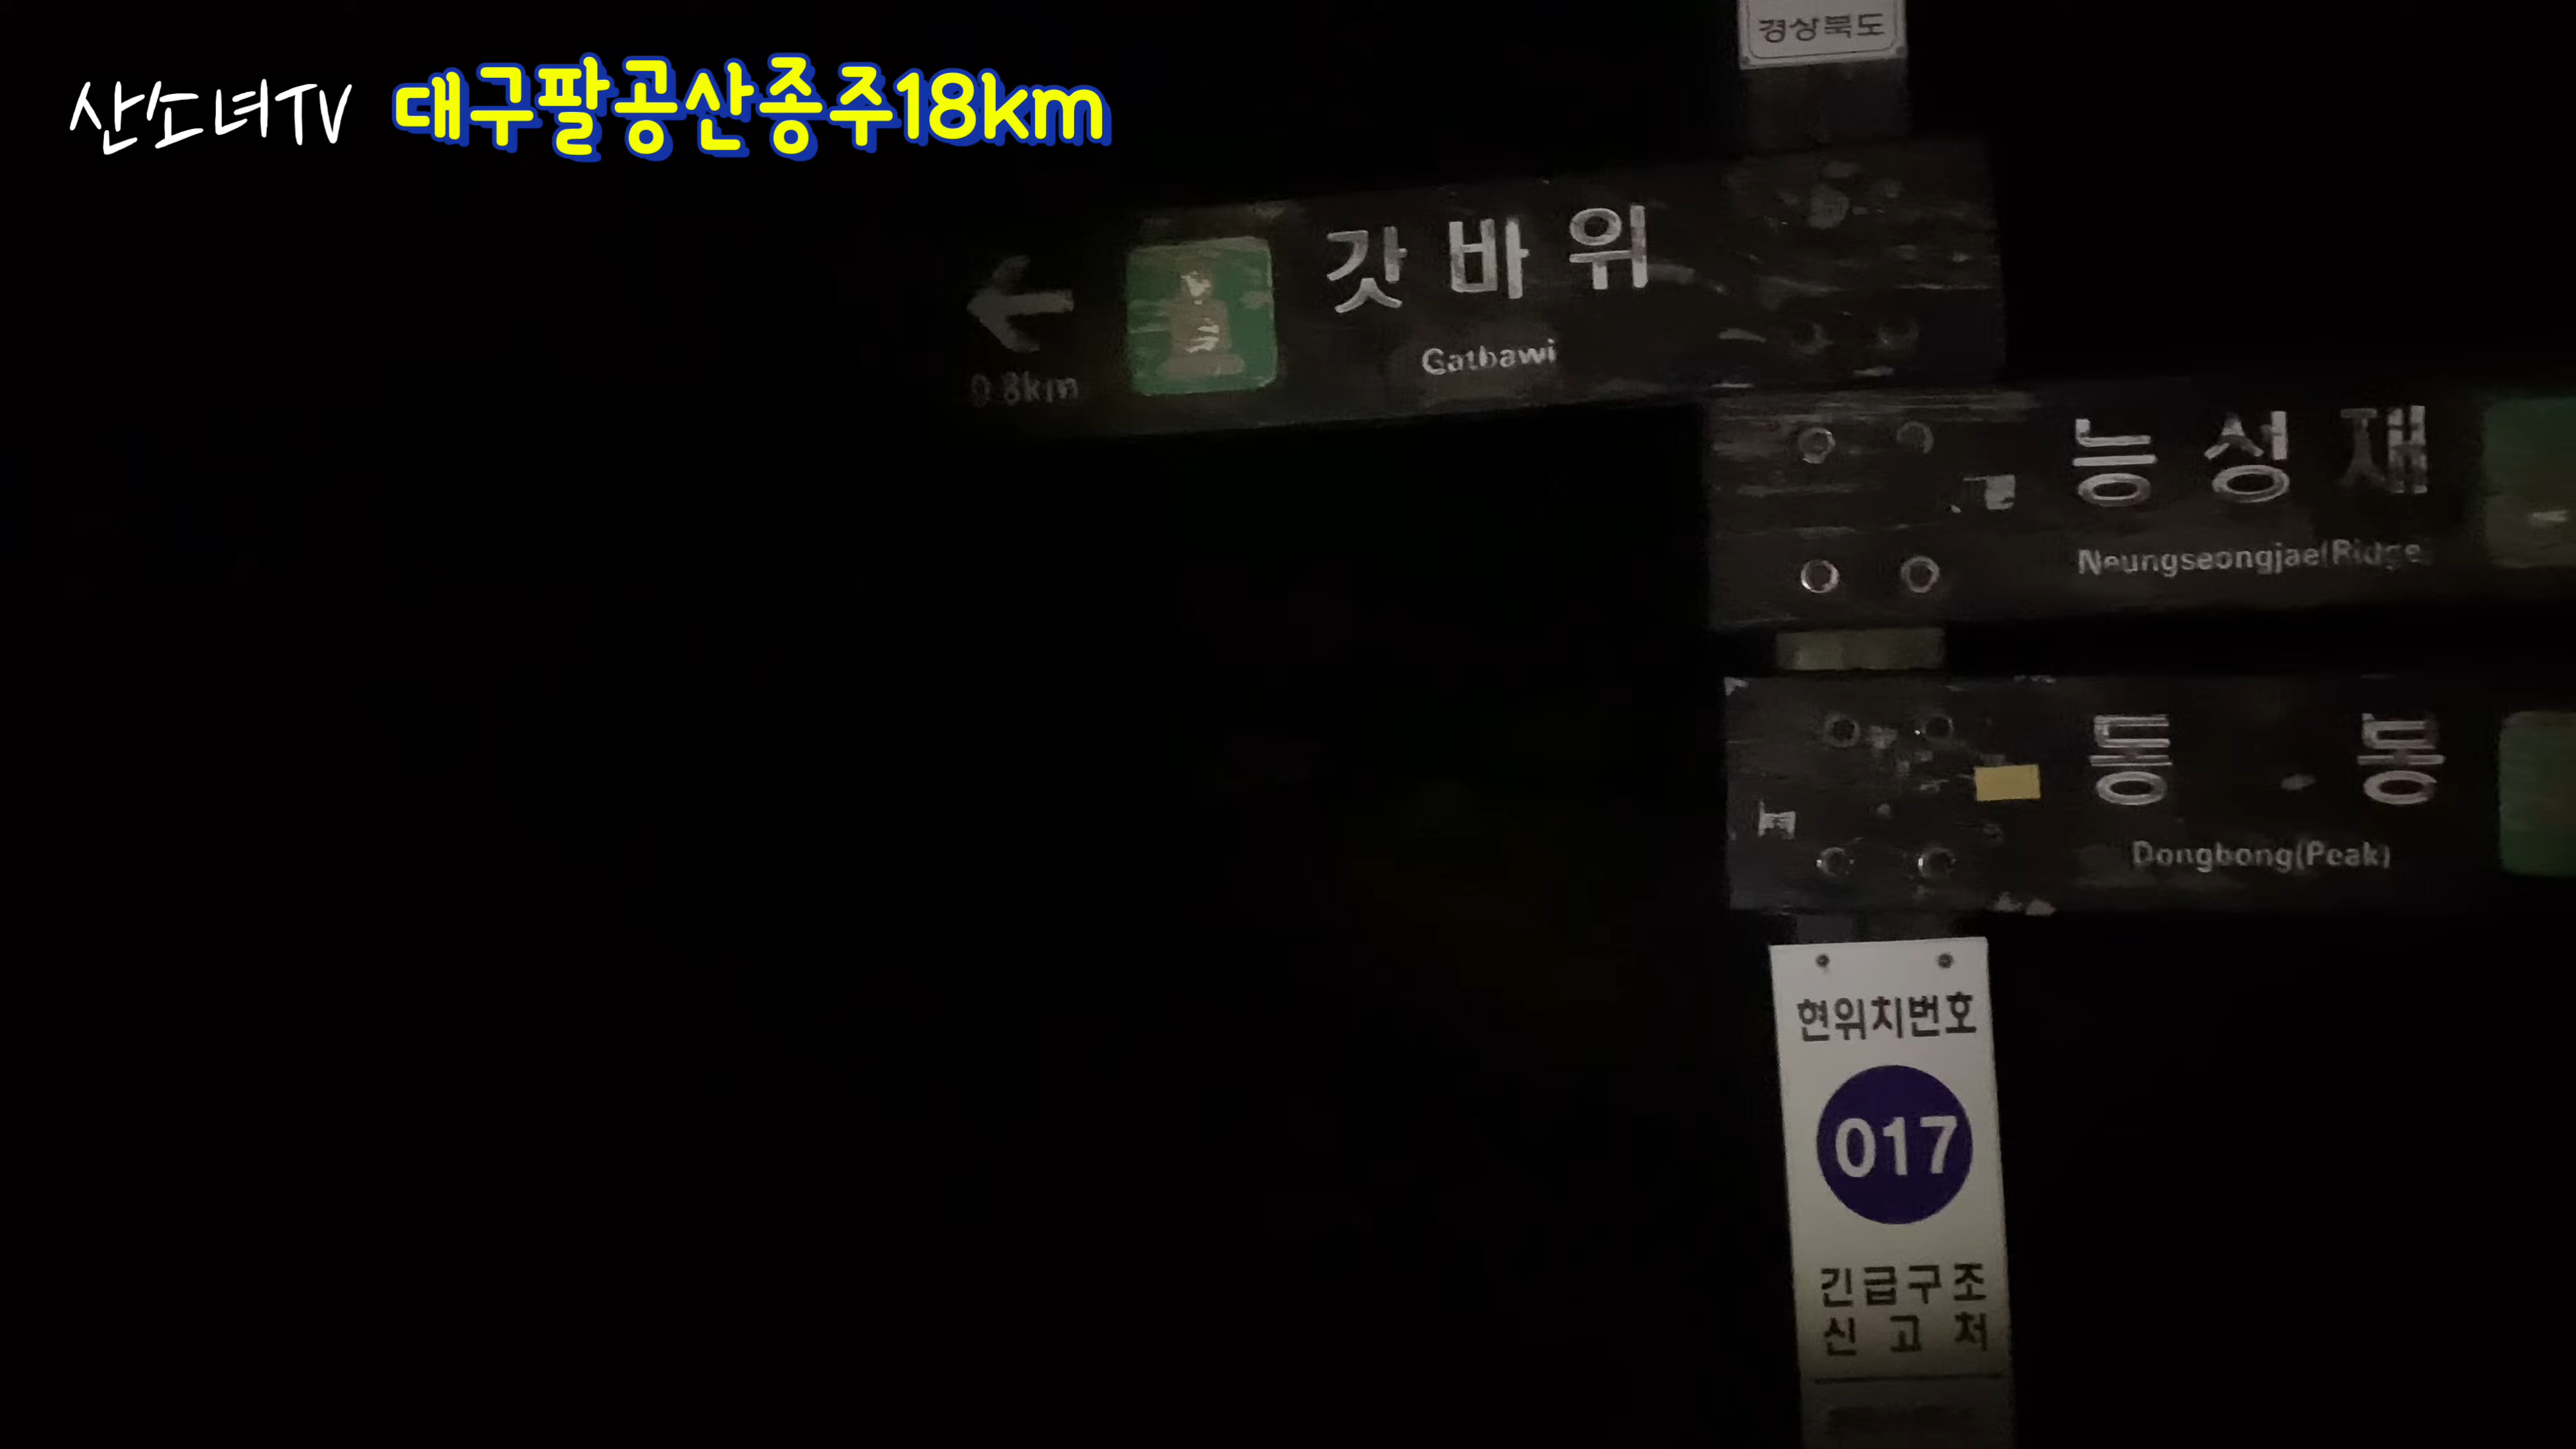 산소녀TV 대구팔공산종주18km
경상북도
갓바위
Gatbawi
0.8km
능성재
Neungseongjae(Ridge)
Dongbong(Peak)
현위치번호
017
긴급구조
신고처